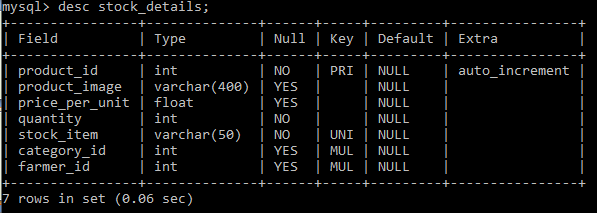 mysql> desc stock_details;
+---------------+--------------+------+-----+---------+----------------+
| Field         | Type         | Null | Key | Default | Extra          |
+---------------+--------------+------+-----+---------+----------------+
| product_id    | int          | NO   | PRI | NULL    | auto_increment |
| product_image | varchar(400) | YES  |     | NULL    |                |
| price_per_unit | float        | YES  |     | NULL    |                |
| quantity      | int          | NO   |     | NULL    |                |
| stock_item    | varchar(50)  | NO   | UNI | NULL    |                |
| category_id   | int          | YES  | MUL | NULL    |                |
| farmer_id     | int          | YES  | MUL | NULL    |                |
+---------------+--------------+------+-----+---------+----------------+
7 rows in set (0.06 sec)